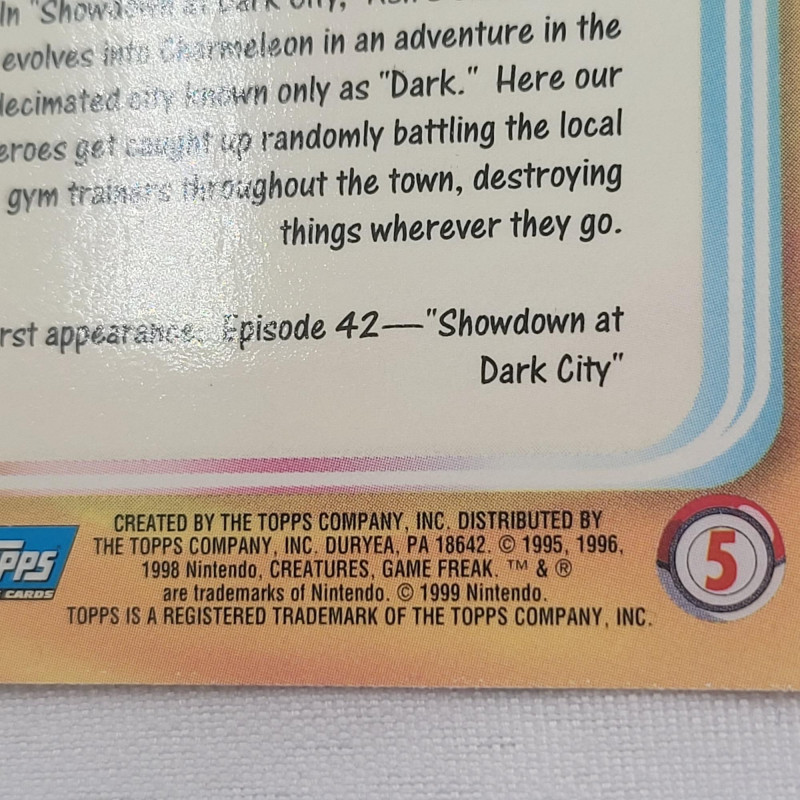 In "Showdown at Dark City,"
evolves into Charmeleon in an adventure in the
decimated city known only as "Dark." Here our
eroes get caught up randomly battling the local
gym trainers throughout the town, destroying
things wherever they go.
rst appearance: Episode 42—"Showdown at
Dark City"
PPS
CARDS
CREATED BY THE TOPPS COMPANY, INC. DISTRIBUTED BY
THE TOPPS COMPANY, INC. DURYEA, PA 18642. © 1995, 1996,
1998 Nintendo, CREATURES, GAME FREAK. ™ & ®
are trademarks of Nintendo. © 1999 Nintendo.
TOPPS IS A REGISTERED TRADEMARK OF THE TOPPS COMPANY, INC.
5